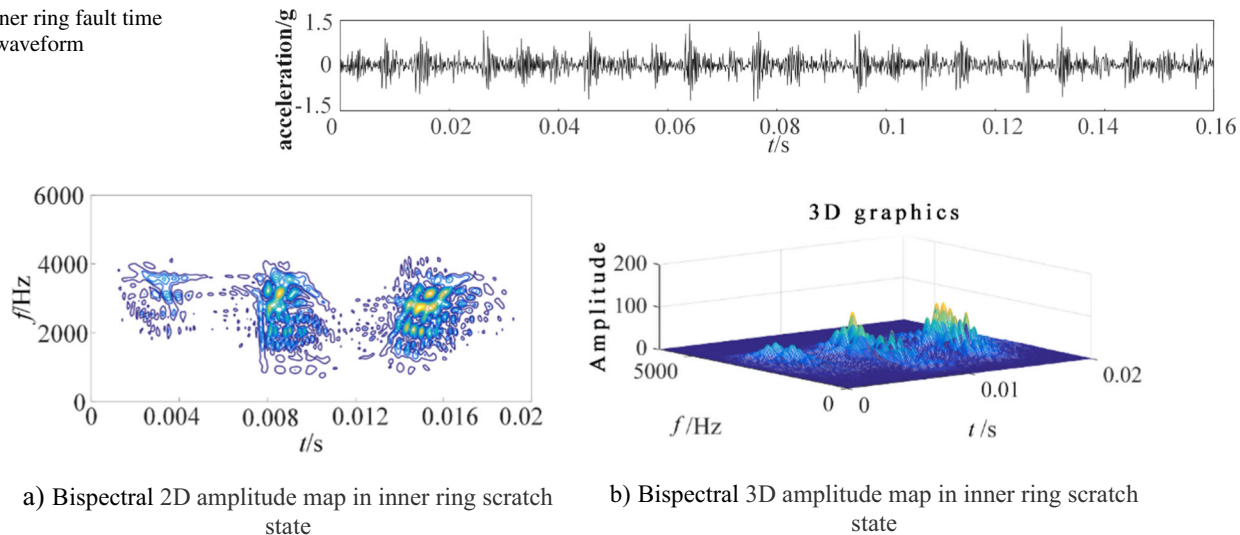 ner ring fault time
waveform
acceleration/g
1.5
0
-1.5
0 0.02 0.04 0.06 0.08 0.1 0.12 0.14 0.16
t/s
6000
4000
2000
0
f/Hz
0 0.004 0.008 0.012 0.016 0.02
t/s
3D graphics
Amplitude
200
100
0
5000
0
0
0.01
0.02
f/Hz
t/s
a) Bispectral 2D amplitude map in inner ring scratch
state
b) Bispectral 3D amplitude map in inner ring scratch
state